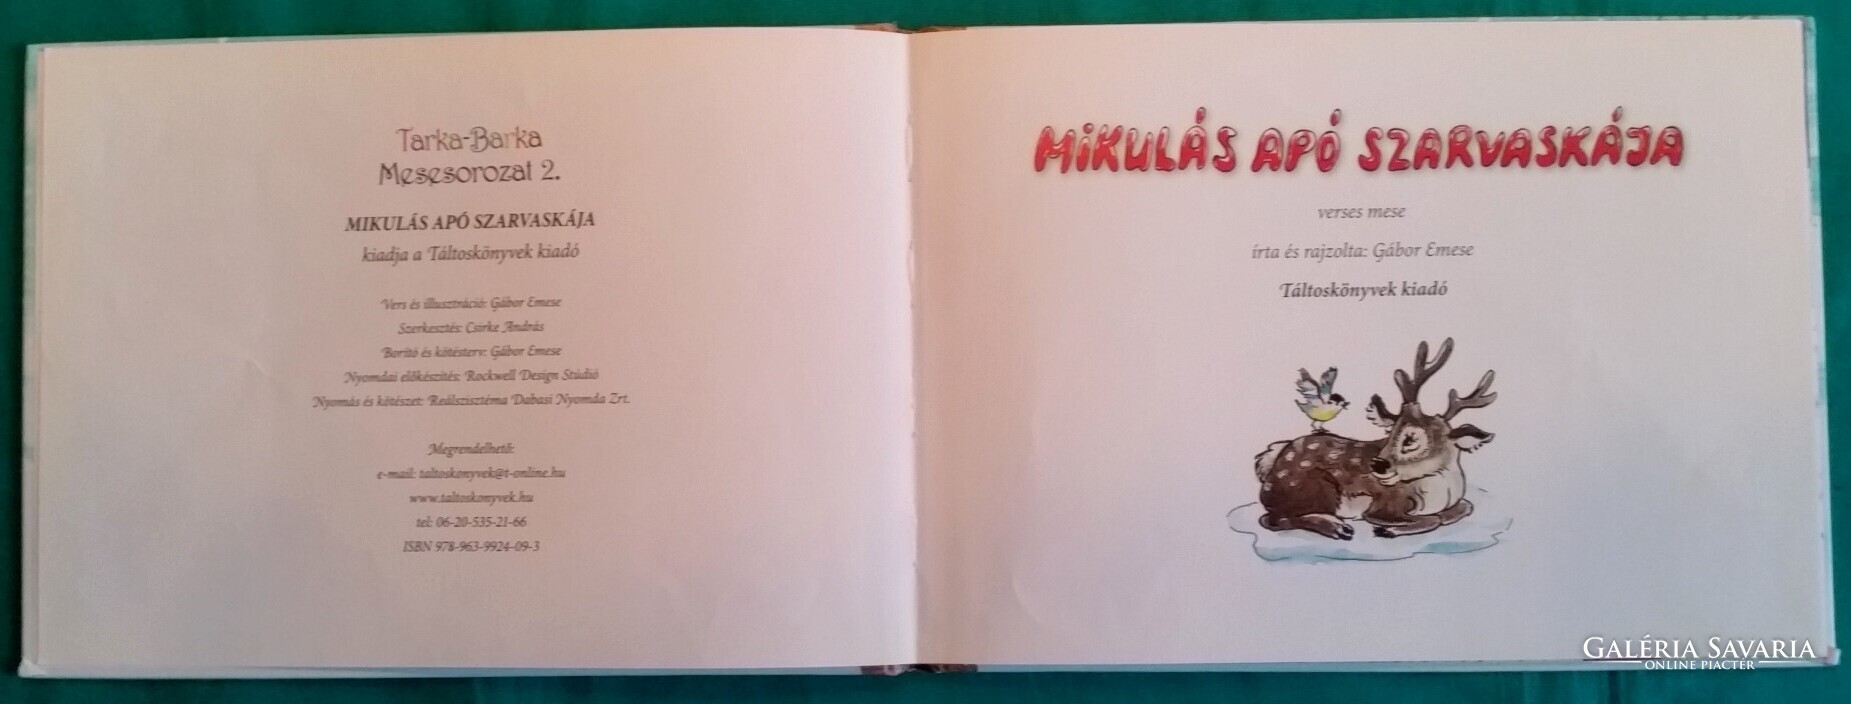 Tarka-Barka
Mesesorozat 2.
MIKULÁS APÓ SZARVASKÁJA
kiadja a Táltoskönyvek kiadó
Vers és illusztráció: Gábor Emese
Szerkesztés: Csirke András
Borító és kötésterv: Gábor Emese
Nyomdai előkészítés: Rockwell Design Stúdió
Nyomás és kötészet: Reálszisztéma Dabasi Nyomda Zrt.
Megrendelhető:
e-mail: taltoskonyvek@t-online.hu
www.taltoskonyvek.hu
tel: 06-20-535-21-66
ISBN 978-963-9924-09-3
MIKULÁS APÓ SZARVASKÁJA
verses mese
írta és rajzolta: Gábor Emese
Táltoskönyvek kiadó
GALÉRIA SAVARIA
ONLINE PIACTÉR